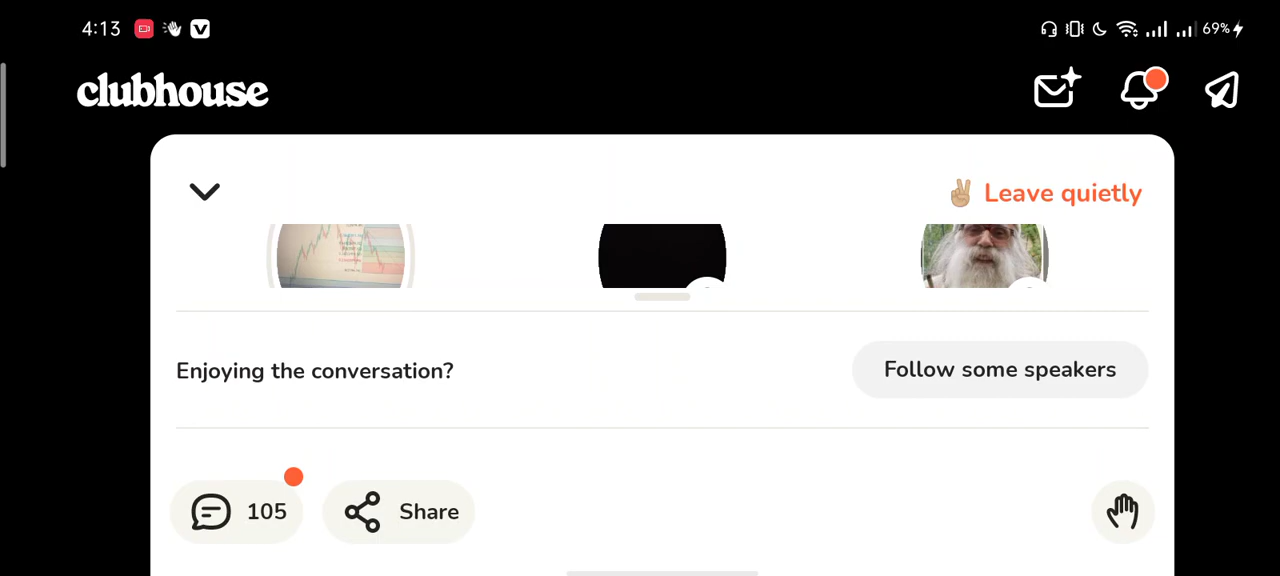 4:13
69%
clubhouse
Leave quietly
Enjoying the conversation?
Follow some speakers
105
Share